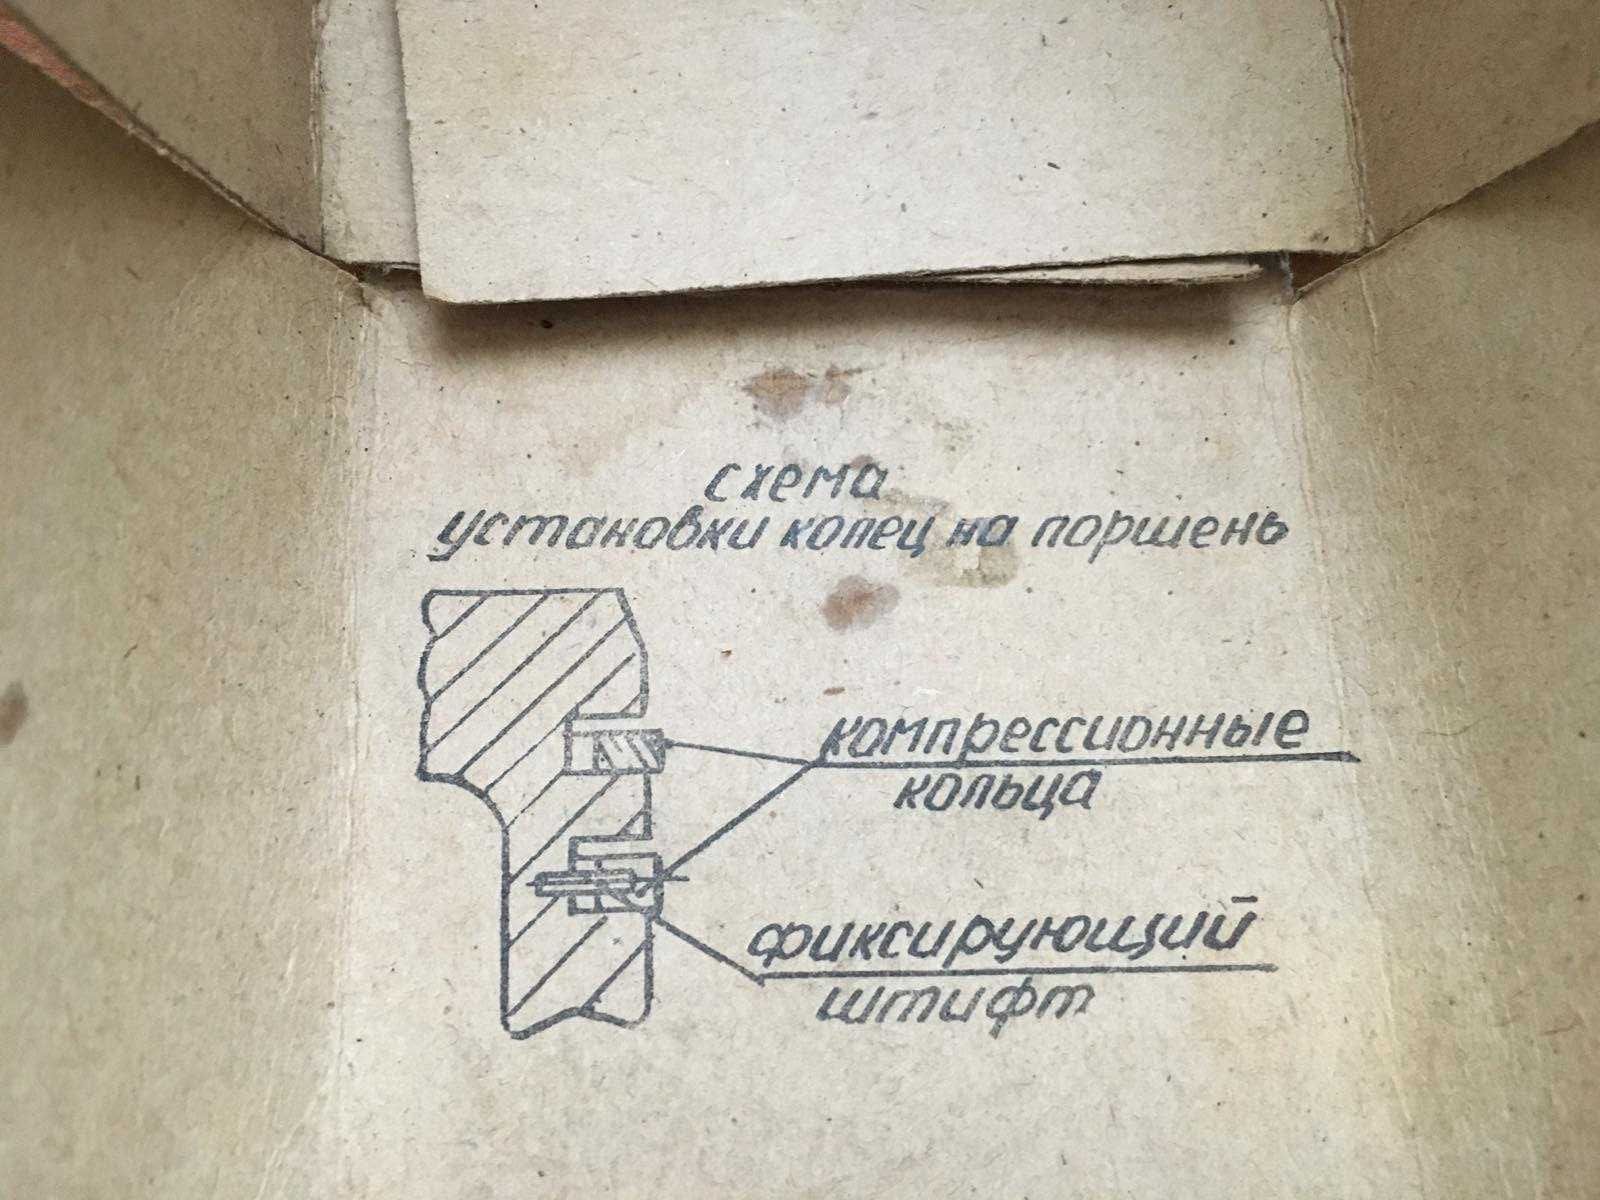 схема
установки колец на поршень
компрессионные
кольца
фиксирующий
штифт